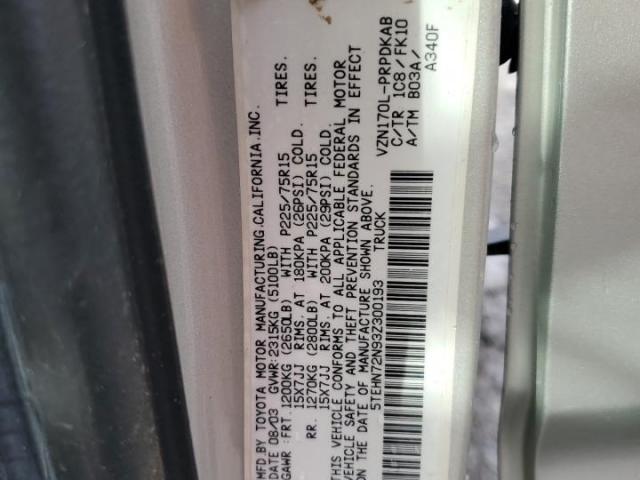 MFD.BY TOYOTA MOTOR MANUFACTURING.CALIFORNIA.INC.
DATE 08/03 GVWR:2315KG (5100LB)
GAWR :FRT.1200KG (2650LB) WITH P225/75R15 TIRES.
15X7JJ RIMS. AT 180KPA (26PSI) COLD.
RR. 1270KG (2800LB) WITH P225/75R15 TIRES.
15X7JJ RIMS. AT 200KPA (29PSI) COLD.
THIS VEHICLE CONFORMS TO ALL APPLICABLE FEDERAL MOTOR
VEHICLE SAFETY AND THEFT PREVENTION STANDARDS IN EFFECT
ON THE DATE OF MANUFACTURE SHOWN ABOVE.
5TEHN72N93Z300193 TRUCK
VZN170L-PRPDKAB
C/TR 1C8/FK10
A/TM B03A/
A340F